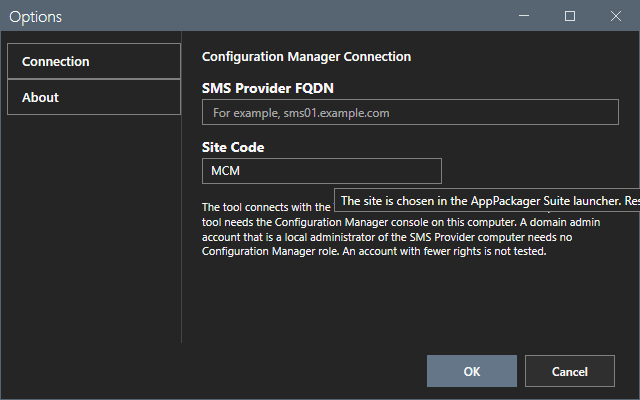 Options
Connection
About
Configuration Manager Connection
SMS Provider FQDN
For example, sms01.example.com
Site Code
MCM
The site is chosen in the AppPackager Suite launcher. Res
The tool connects with the
tool needs the Configuration Manager console on this computer. A domain admin
account that is a local administrator of the SMS Provider computer needs no
Configuration Manager role. An account with fewer rights is not tested.
OK
Cancel